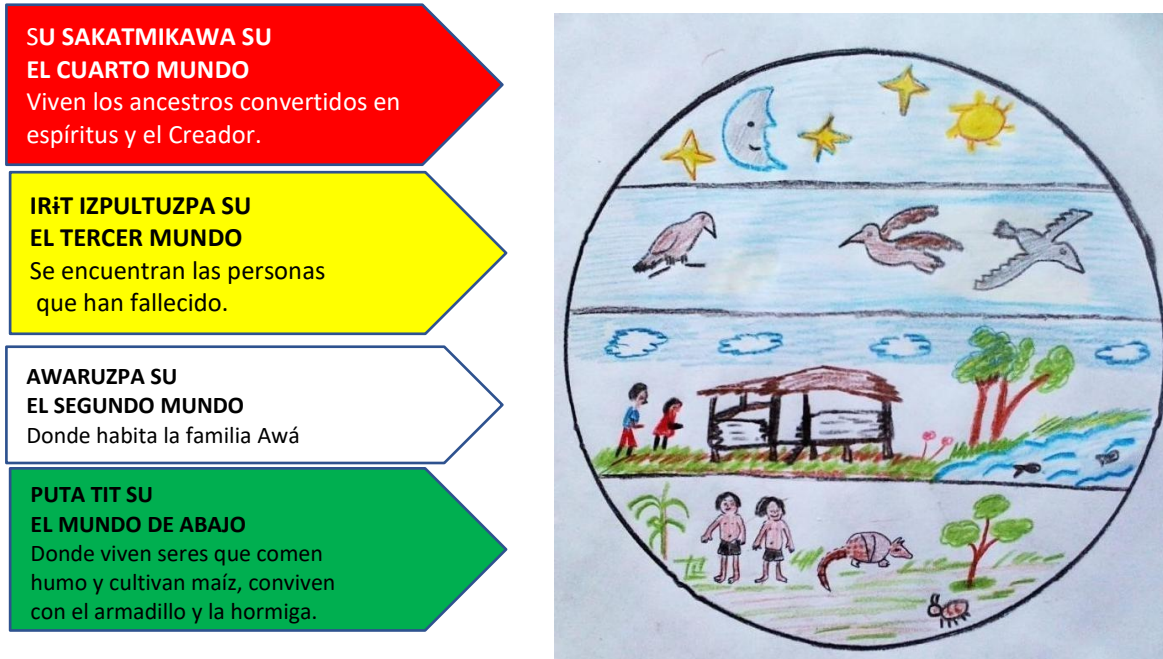 SU SAKATMIKAWA SU
EL CUARTO MUNDO
Viven los ancestros convertidos en
espíritus y el Creador.
IRɨT IZPULTUZPA SU
EL TERCER MUNDO
Se encuentran las personas
que han fallecido.
AWARUZPA SU
EL SEGUNDO MUNDO
Donde habita la familia Awá
PUTA TIT SU
EL MUNDO DE ABAJO
Donde viven seres que comen
humo y cultivan maíz, conviven
con el armadillo y la hormiga.